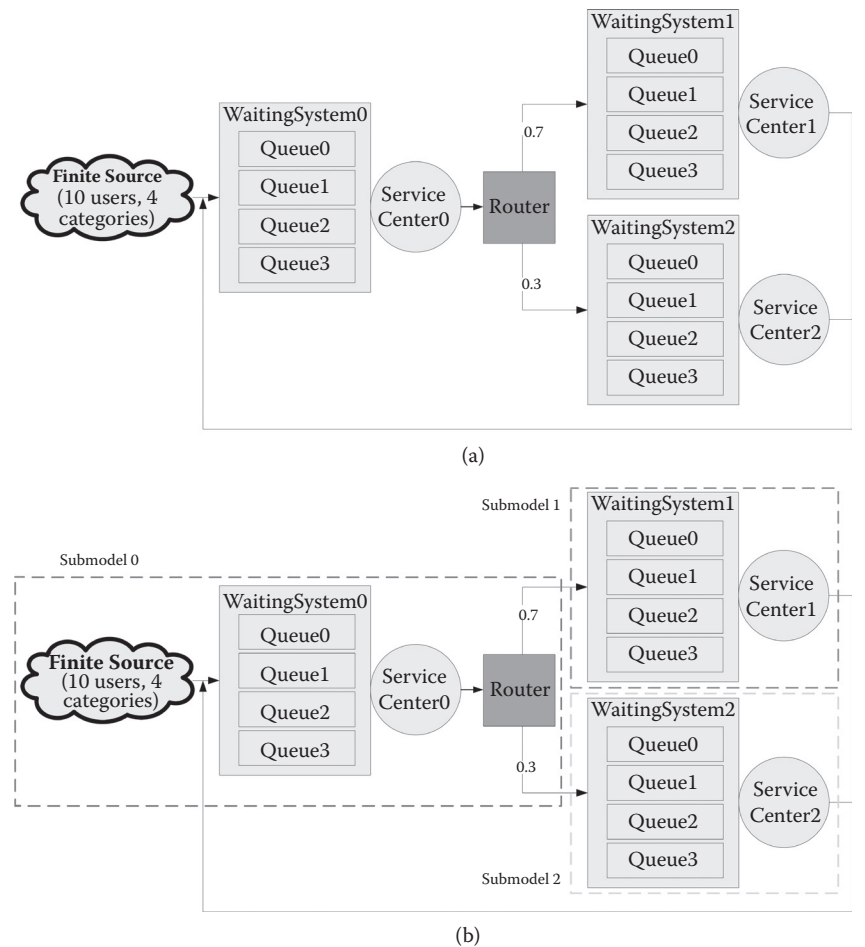 WaitingSystem1
Queue0
Queue1
Queue2
Queue3
Service
Center1
WaitingSystem0
Queue0
Queue1
Queue2
Queue3
Finite Source
(10 users, 4
categories)
Service
Center0
Router
0.7
0.3
WaitingSystem2
Queue0
Queue1
Queue2
Queue3
Service
Center2
(a)
Submodel 1
WaitingSystem1
Queue0
Queue1
Queue2
Queue3
Service
Center1
Submodel 0
WaitingSystem0
Queue0
Queue1
Queue2
Queue3
Finite Source
(10 users, 4
categories)
Service
Center0
Router
0.7
0.3
WaitingSystem2
Queue0
Queue1
Queue2
Queue3
Service
Center2
Submodel 2
(b)